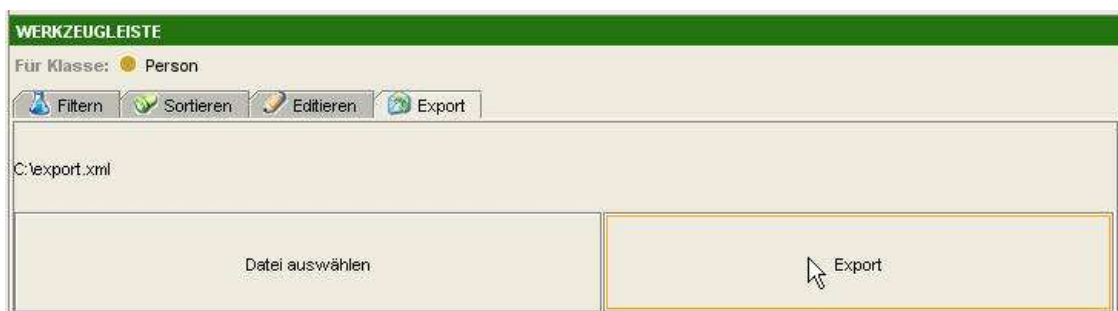 WERKZEUGLEISTE
Für Klasse: Person
Filtern Sortieren Editieren Export
C:\export.xml
Datei auswählen Export